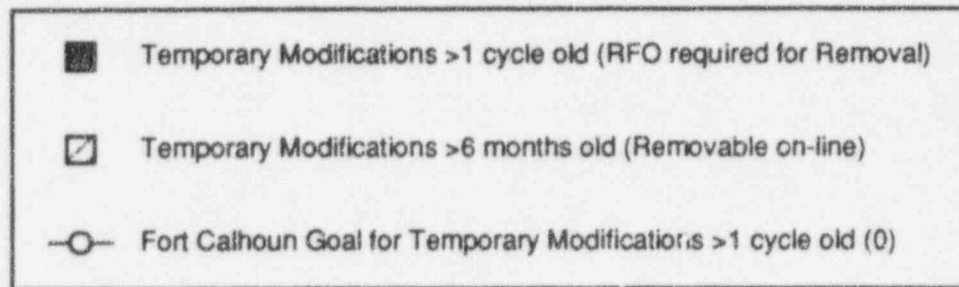 Temporary Modifications >1 cycle old (RFO required for Removal)
Temporary Modifications >6 months old (Removable on-line)
Fort Calhoun Goal for Temporary Modifications >1 cycle old (0)